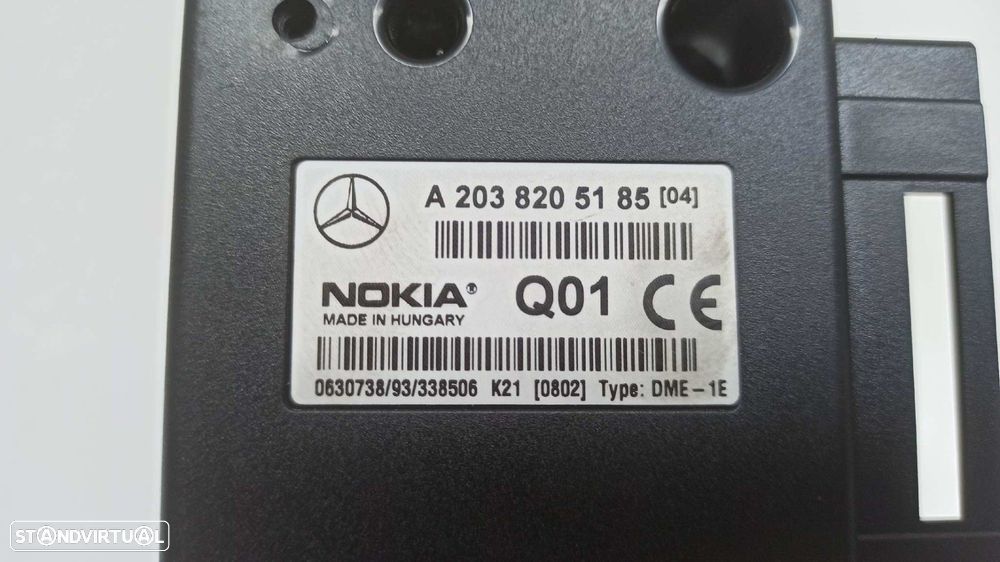 A 203 820 51 85 [04]
NOKIA® Q01 CE
MADE IN HUNGARY
0630738/93/338506 K21 [0802] Type: DME-1E
STANDVIRTUAL